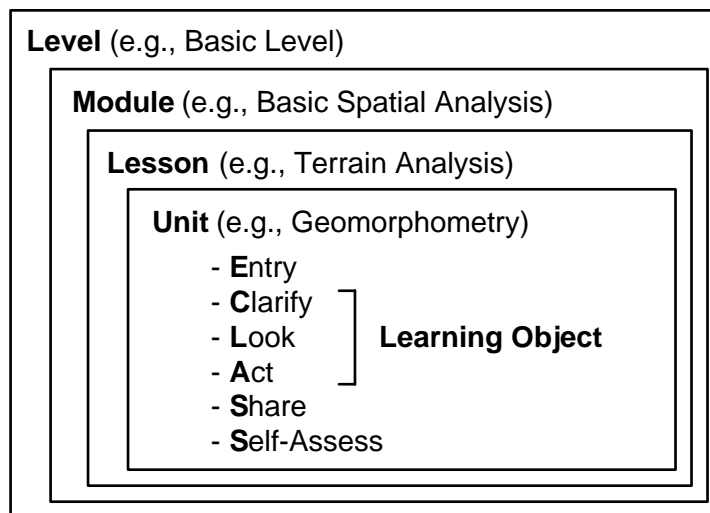 Level (e.g., Basic Level)
Module (e.g., Basic Spatial Analysis)
Lesson (e.g., Terrain Analysis)
Unit (e.g., Geomorphometry)
- Entry
- Clarify
- Look Learning Object
- Act
- Share
- Self-Assess